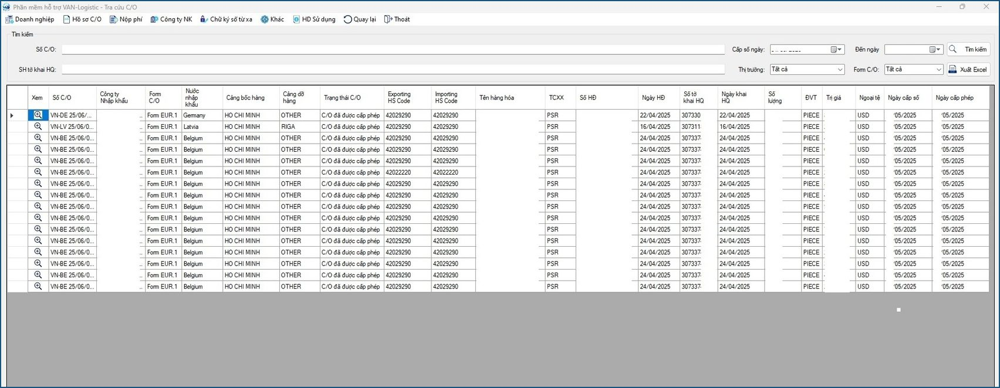 Phần mềm hỗ trợ VAN-Logistic - Tra cứu C/O
Doanh nghiệp Hồ sơ C/O Nộp phí Công ty NK Chữ ký số từ xa Khác HD Sử dụng Quay lại Thoát
Tìm kiếm
Số C/O: Cấp số ngày: Đến ngày Tìm kiếm
SH tờ khai HQ: Thị trường: Tất cả Form C/O: Tất cả Xuất Excel
Xem Số C/O Công ty Nhập khẩu Form C/O Nước nhập khẩu Cảng bốc hàng Cảng dỡ hàng Trạng thái C/O Exporting HS Code Importing HS Code Tên hàng hóa TCXX Số HĐ Ngày HĐ Số tờ khai HQ Ngày khai HQ Số lượng ĐVT Trị giá Ngoại tệ Ngày cấp số Ngày cấp phép
VN-DE 25/06/... .. Form EUR.1 Germany HO CHI MINH OTHER C/O đã được cấp phép 42029290 42029290 PSR 22/04/2025 307330 22/04/2025 PIECE USD /05/2025 /05/2025
VN-LV 25/06/0... .. Form EUR.1 Latvia HO CHI MINH RIGA C/O đã được cấp phép 42029290 42029290 PSR 16/04/2025 307311 16/04/2025 PIECE USD /05/2025 /05/2025
VN-BE 25/06/0... .. Form EUR.1 Belgium HO CHI MINH OTHER C/O đã được cấp phép 42029290 42029290 PSR 24/04/2025 307337 24/04/2025 PIECE USD /05/2025 /05/2025
VN-BE 25/06/0... .. Form EUR.1 Belgium HO CHI MINH OTHER C/O đã được cấp phép 42029290 42029290 PSR 24/04/2025 307337 24/04/2025 PIECE USD /05/2025 /05/2025
VN-BE 25/06/0... .. Form EUR.1 Belgium HO CHI MINH OTHER C/O đã được cấp phép 42029290 42029290 PSR 24/04/2025 307337 24/04/2025 PIECE USD /05/2025 /05/2025
VN-BE 25/06/0... .. Form EUR.1 Belgium HO CHI MINH OTHER C/O đã được cấp phép 42022220 42022220 PSR 24/04/2025 307337 24/04/2025 PIECE USD /05/2025 /05/2025
VN-BE 25/06/0... .. Form EUR.1 Belgium HO CHI MINH OTHER C/O đã được cấp phép 42029290 42029290 PSR 24/04/2025 307337 24/04/2025 PIECE USD /05/2025 /05/2025
VN-BE 25/06/0... .. Form EUR.1 Belgium HO CHI MINH OTHER C/O đã được cấp phép 42029290 42029290 PSR 24/04/2025 307337 24/04/2025 PIECE USD /05/2025 /05/2025
VN-BE 25/06/0... .. Form EUR.1 Belgium HO CHI MINH OTHER C/O đã được cấp phép 42029290 42029290 PSR 24/04/2025 307337 24/04/2025 PIECE USD /05/2025 /05/2025
VN-BE 25/06/0... .. Form EUR.1 Belgium HO CHI MINH OTHER C/O đã được cấp phép 42029290 42029290 PSR 24/04/2025 307337 24/04/2025 PIECE USD /05/2025 /05/2025
VN-BE 25/06/0... .. Form EUR.1 Belgium HO CHI MINH OTHER C/O đã được cấp phép 42029290 42029290 PSR 24/04/2025 307337 24/04/2025 PIECE USD /05/2025 /05/2025
VN-BE 25/06/0... .. Form EUR.1 Belgium HO CHI MINH OTHER C/O đã được cấp phép 42029290 42029290 PSR 24/04/2025 307337 24/04/2025 PIECE USD /05/2025 /05/2025
VN-BE 25/06/0... .. Form EUR.1 Belgium HO CHI MINH OTHER C/O đã được cấp phép 42029290 42029290 PSR 24/04/2025 307337 24/04/2025 PIECE USD /05/2025 /05/2025
VN-BE 25/06/0... .. Form EUR.1 Belgium HO CHI MINH OTHER C/O đã được cấp phép 42029290 42029290 PSR 24/04/2025 307337 24/04/2025 PIECE USD /05/2025 /05/2025
VN-BE 25/06/0... .. Form EUR.1 Belgium HO CHI MINH OTHER C/O đã được cấp phép 42029290 42029290 PSR 24/04/2025 307337 24/04/2025 PIECE USD /05/2025 /05/2025
VN-BE 25/06/0... .. Form EUR.1 Belgium HO CHI MINH OTHER C/O đã được cấp phép 42029290 42029290 PSR 24/04/2025 307337 24/04/2025 PIECE USD /05/2025 /05/2025